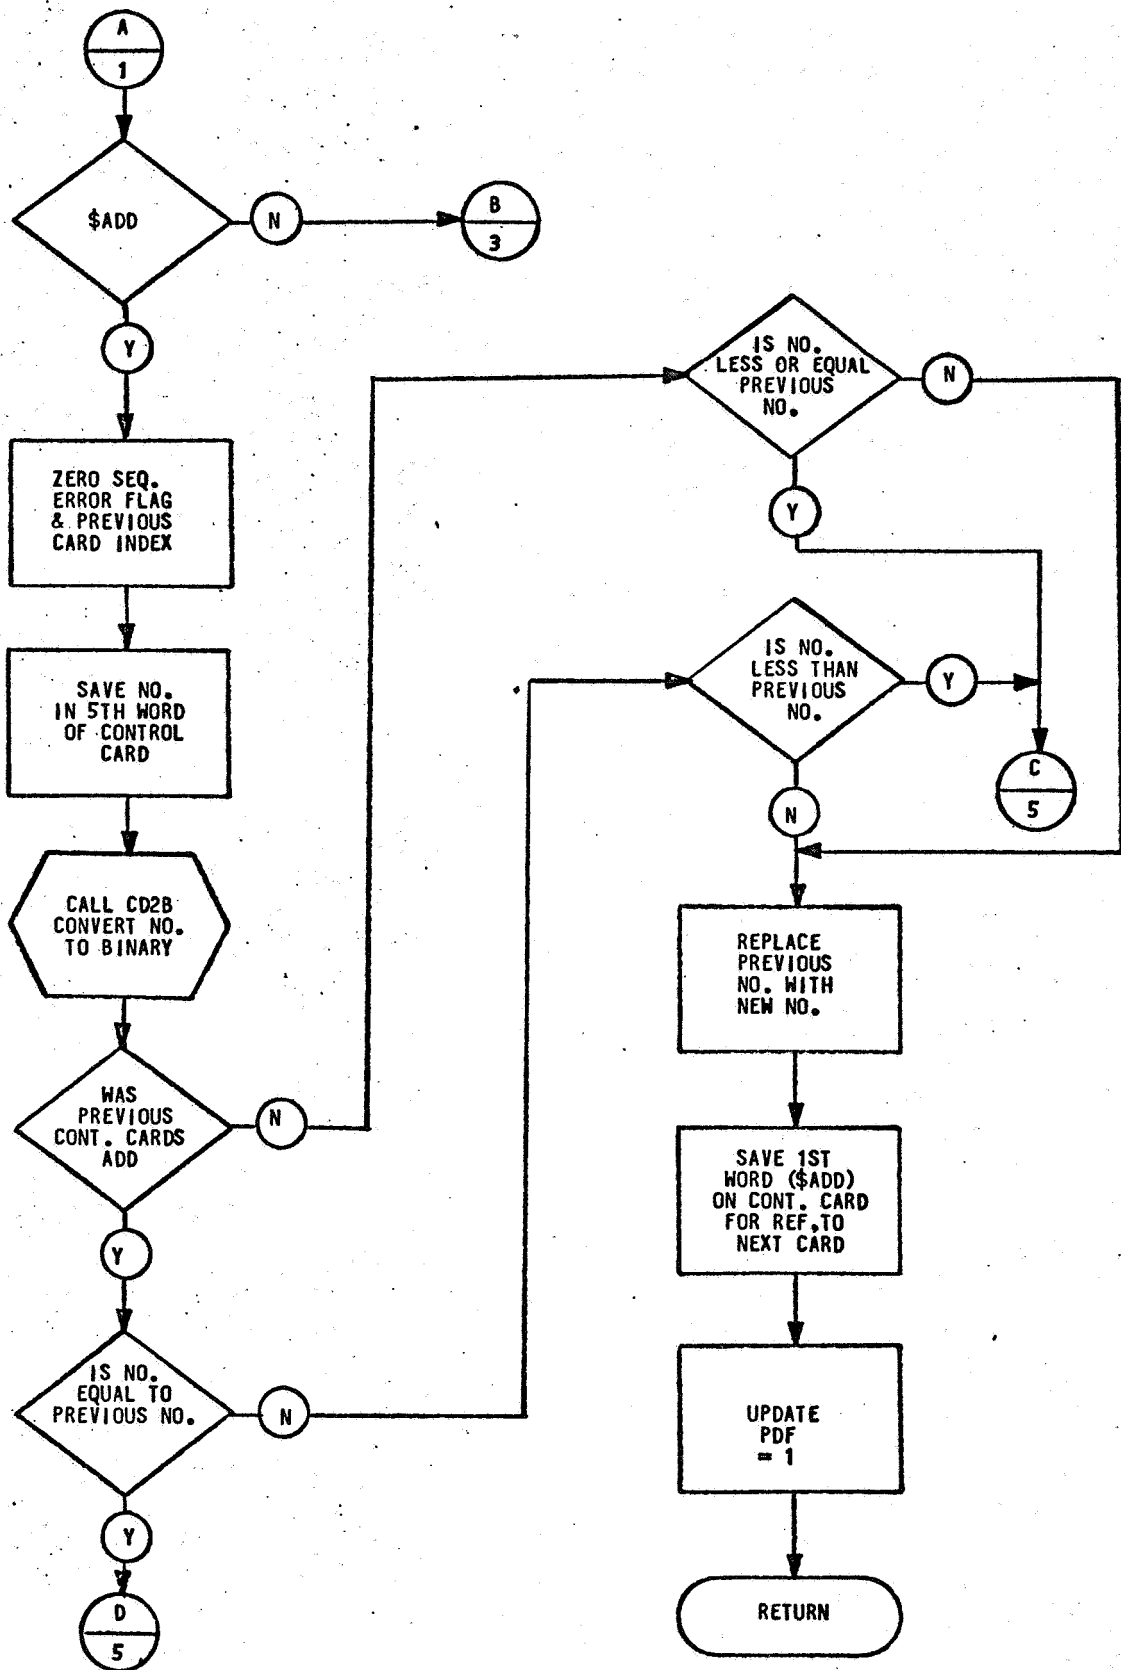 A
1
$ADD
N
B
3
Y
ZERO SEQ.
ERROR FLAG
& PREVIOUS
CARD INDEX
SAVE NO.
IN 5TH WORD
OF CONTROL
CARD
CALL CD2B
CONVERT NO.
TO BINARY
WAS
PREVIOUS
CONT. CARDS
ADD
N
Y
IS NO.
EQUAL TO
PREVIOUS NO.
N
Y
D
5
IS NO.
LESS OR EQUAL
PREVIOUS
NO.
N
Y
IS NO.
LESS THAN
PREVIOUS
NO.
Y
C
5
N
REPLACE
PREVIOUS
NO. WITH
NEW NO.
SAVE 1ST
WORD ($ADD)
ON CONT. CARD
FOR REF,TO
NEXT CARD
UPDATE
PDF
= 1
RETURN